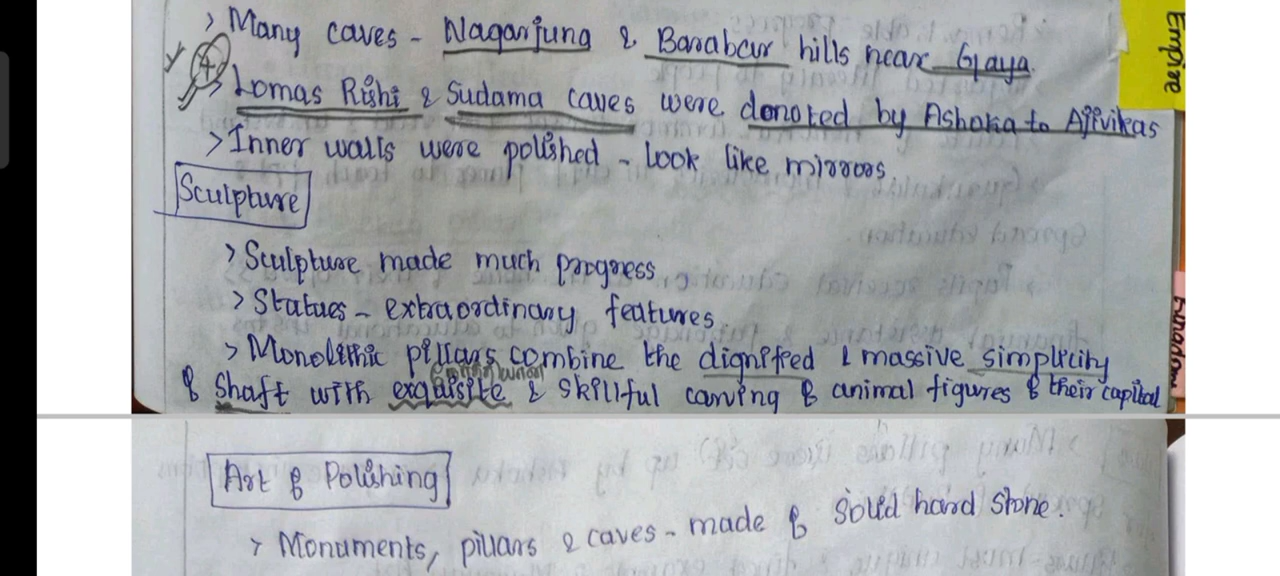 > Many caves - Nagarjung & Barabar hills near Gaya.
> Lomas Rishi & Sudama caves were donoted by Ashoka to Ajivikas
> Inner walls were polished - look like mirrors.
Sculpture
> Sculpture made much progress
> Statues - extraordinary features
> Monolithic pillars combine the dignified & massive simplicity
of shaft with exquisite & skillful carving of animal figures of their capital
Art of Polishing
> Monuments, pillars & caves - made of Solid hard stone.
Empire